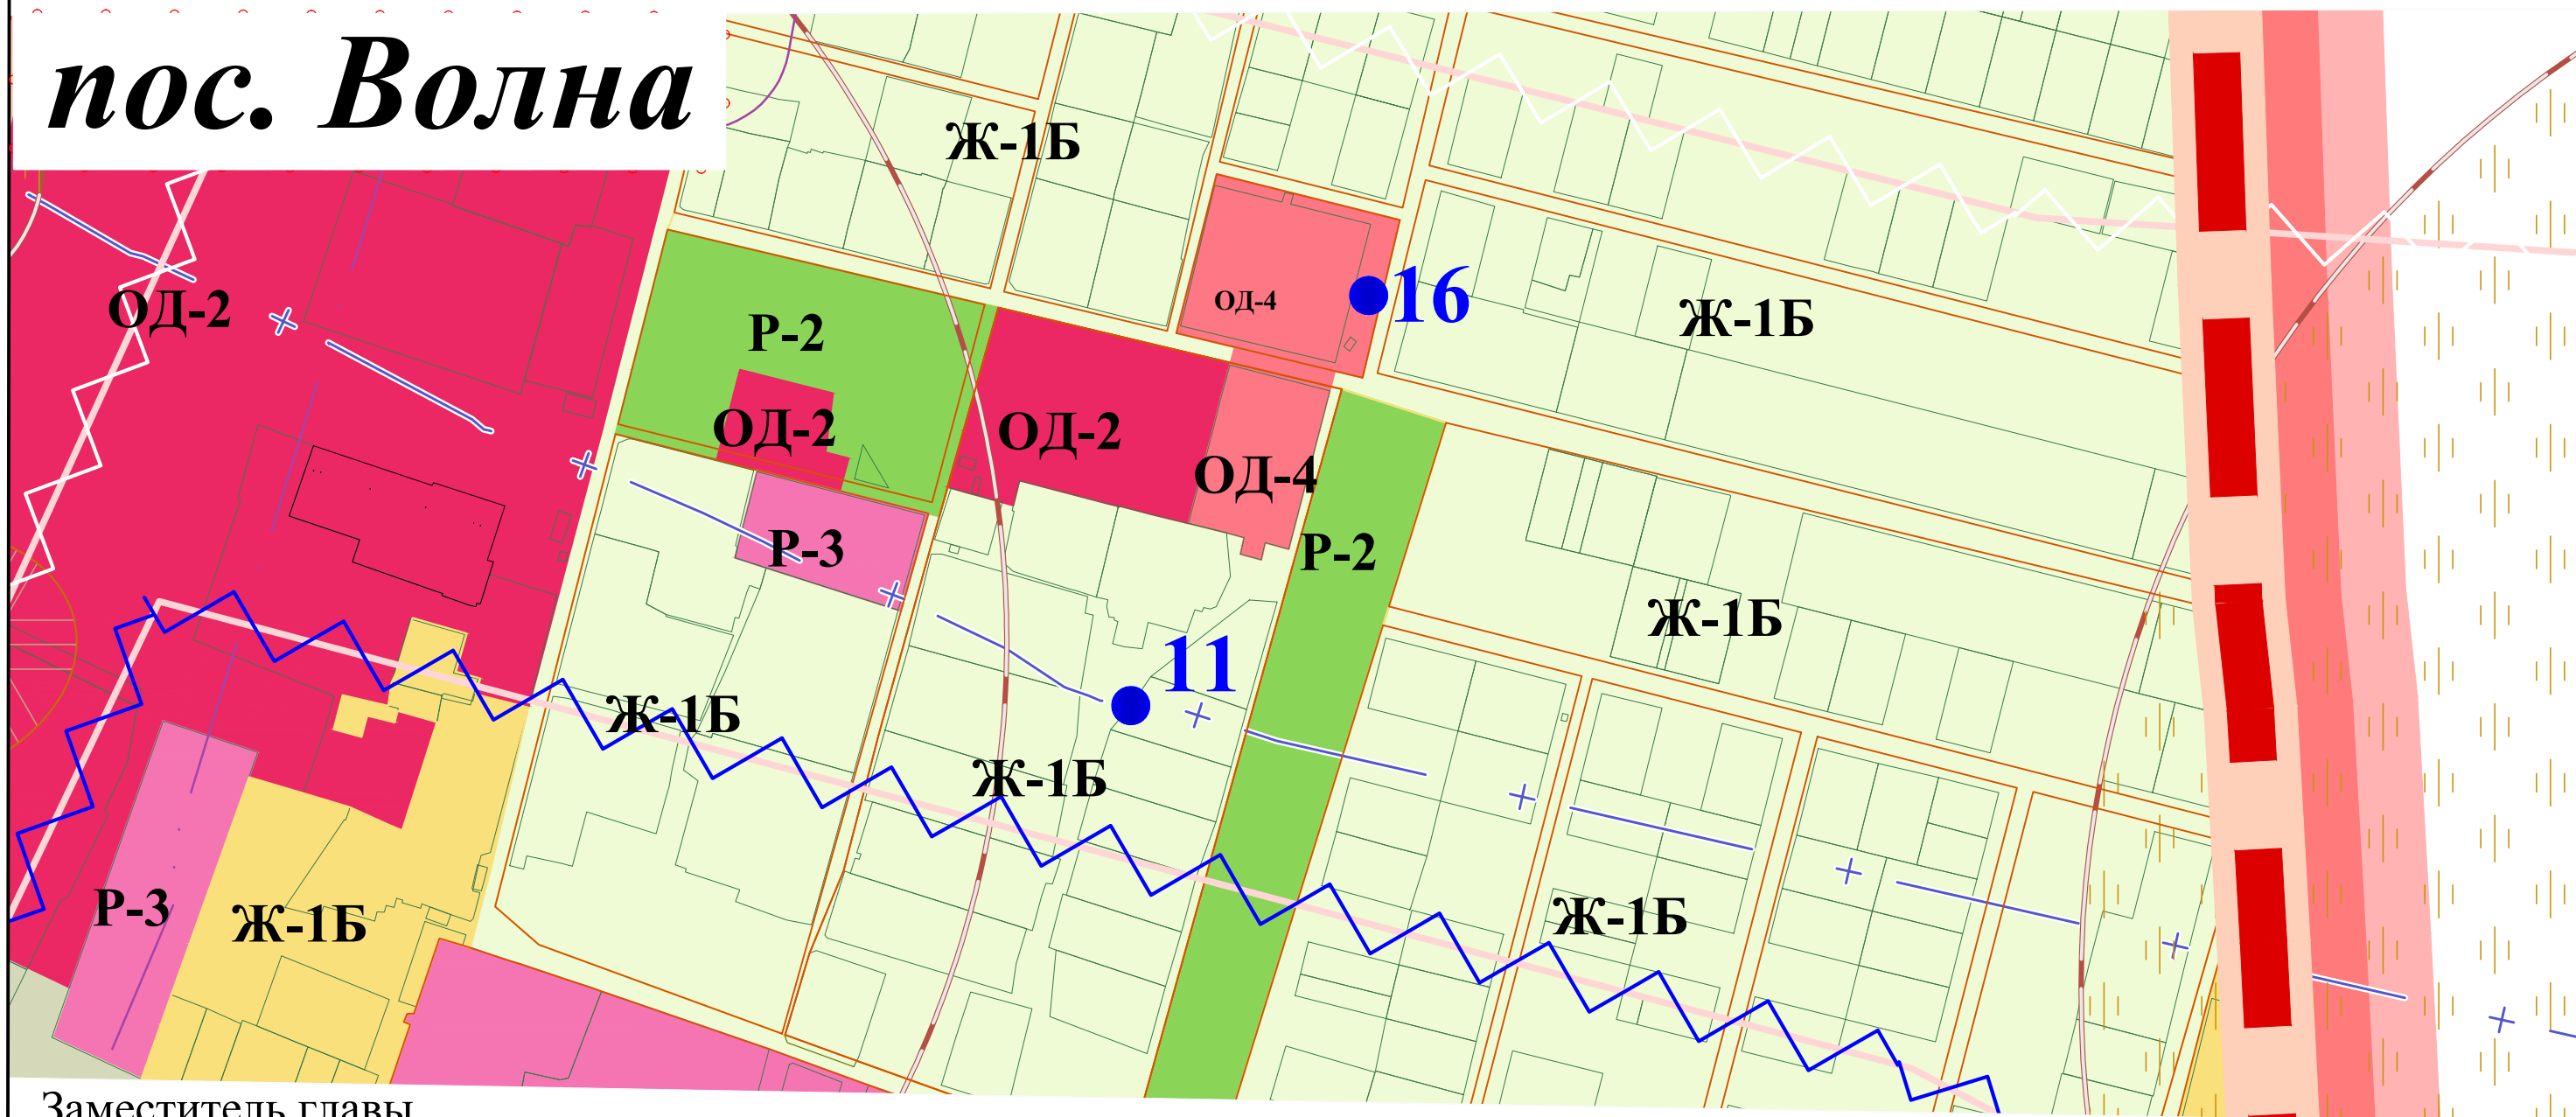 пос. Волна
Ж-1Б
ОД-2
Р-2
ОД-4
16
Ж-1Б
ОД-2
ОД-2
ОД-4
Р-3
Р-2
Ж-1Б
11
Ж-1Б
Ж-1Б
Р-3
Ж-1Б
Ж-1Б
Заместитель главы